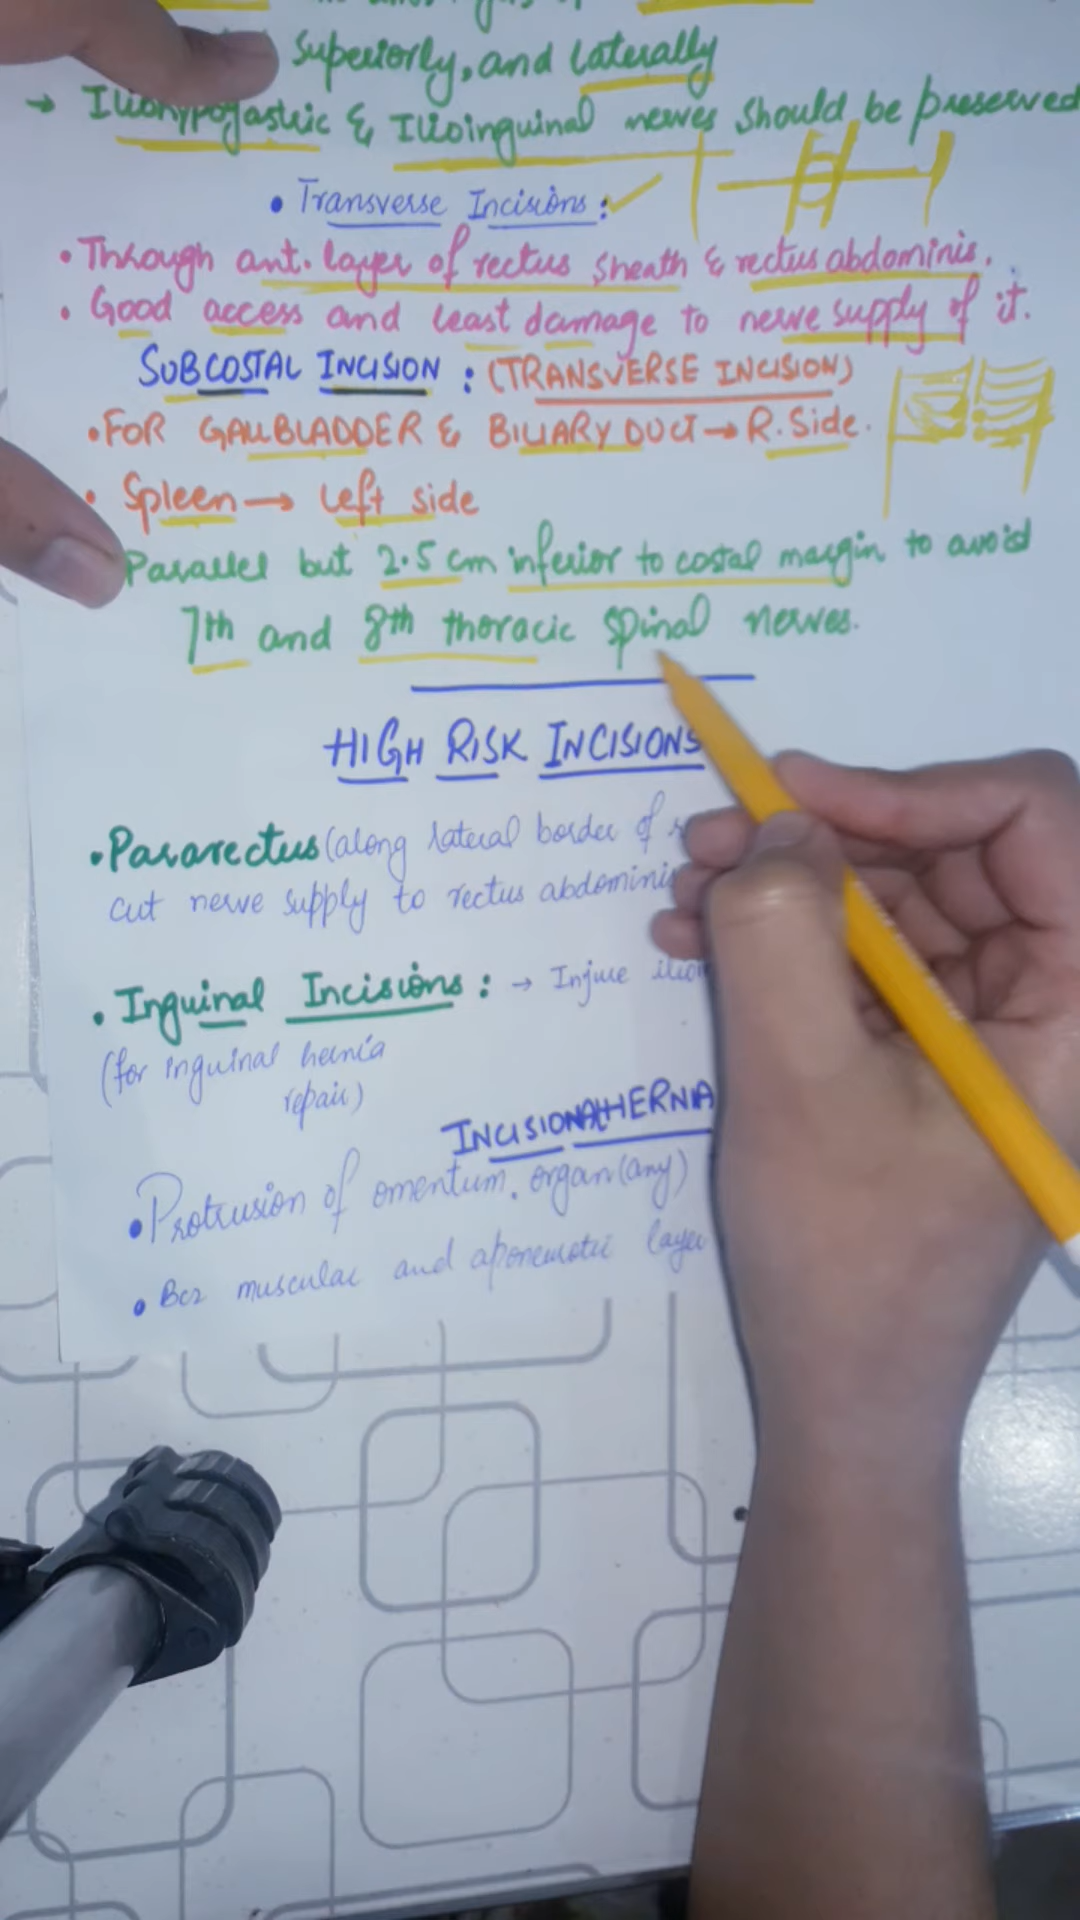 Superiorly, and laterally
→ Iliohypogastric & Ilioinguinal nerves should be preserved
• Transverse Incisions:
• Through ant. layer of rectus sheath & rectus abdominis.
• Good access and least damage to nerve supply of it.
SUBCOSTAL INCISION : (TRANSVERSE INCISION)
• FOR GALLBLADDER & BILIARY DUCT → R. Side.
• Spleen → left side
Parallel but 2.5 cm inferior to costal margin to avoid
7th and 8th thoracic spinal nerves.
HIGH RISK INCISIONS
• Pararectus (along lateral border of
cut nerve supply to rectus abdominis
• Inguinal Incisions: → Injure
(for inguinal hernia
repair)
INCISIONAL HERNIA
• Protrusion of omentum, organ (any)
• Bcz muscular and aponeurotic layer